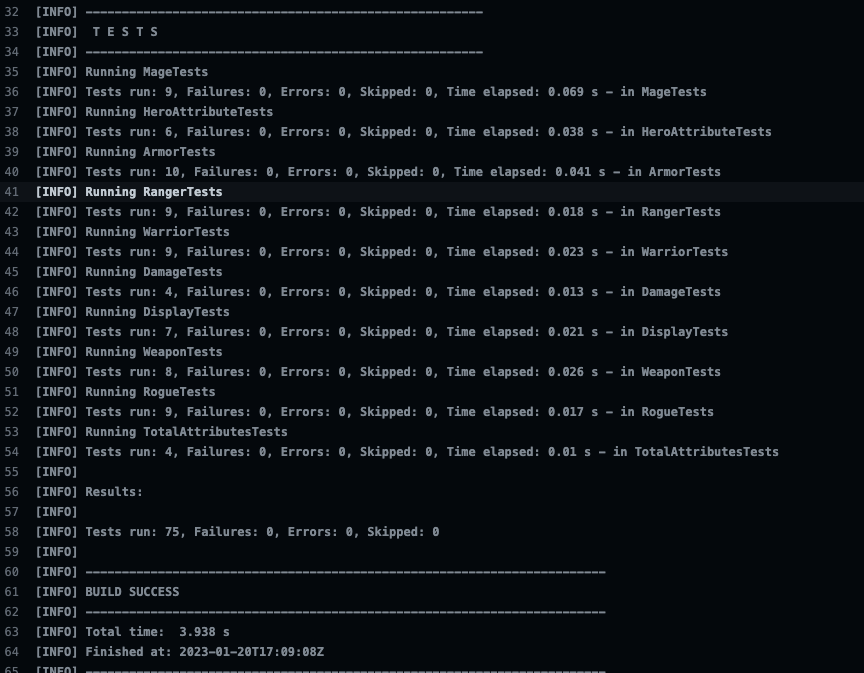 32 [INFO] -------------------------------------------------------
33 [INFO]  T E S T S
34 [INFO] -------------------------------------------------------
35 [INFO] Running MageTests
36 [INFO] Tests run: 9, Failures: 0, Errors: 0, Skipped: 0, Time elapsed: 0.069 s - in MageTests
37 [INFO] Running HeroAttributeTests
38 [INFO] Tests run: 6, Failures: 0, Errors: 0, Skipped: 0, Time elapsed: 0.038 s - in HeroAttributeTests
39 [INFO] Running ArmorTests
40 [INFO] Tests run: 10, Failures: 0, Errors: 0, Skipped: 0, Time elapsed: 0.041 s - in ArmorTests
41 [INFO] Running RangerTests
42 [INFO] Tests run: 9, Failures: 0, Errors: 0, Skipped: 0, Time elapsed: 0.018 s - in RangerTests
43 [INFO] Running WarriorTests
44 [INFO] Tests run: 9, Failures: 0, Errors: 0, Skipped: 0, Time elapsed: 0.023 s - in WarriorTests
45 [INFO] Running DamageTests
46 [INFO] Tests run: 4, Failures: 0, Errors: 0, Skipped: 0, Time elapsed: 0.013 s - in DamageTests
47 [INFO] Running DisplayTests
48 [INFO] Tests run: 7, Failures: 0, Errors: 0, Skipped: 0, Time elapsed: 0.021 s - in DisplayTests
49 [INFO] Running WeaponTests
50 [INFO] Tests run: 8, Failures: 0, Errors: 0, Skipped: 0, Time elapsed: 0.026 s - in WeaponTests
51 [INFO] Running RogueTests
52 [INFO] Tests run: 9, Failures: 0, Errors: 0, Skipped: 0, Time elapsed: 0.017 s - in RogueTests
53 [INFO] Running TotalAttributesTests
54 [INFO] Tests run: 4, Failures: 0, Errors: 0, Skipped: 0, Time elapsed: 0.01 s - in TotalAttributesTests
55 [INFO]
56 [INFO] Results:
57 [INFO]
58 [INFO] Tests run: 75, Failures: 0, Errors: 0, Skipped: 0
59 [INFO]
60 [INFO] ------------------------------------------------------------------------
61 [INFO] BUILD SUCCESS
62 [INFO] ------------------------------------------------------------------------
63 [INFO] Total time:  3.938 s
64 [INFO] Finished at: 2023-01-20T17:09:08Z
65 [INFO] ------------------------------------------------------------------------